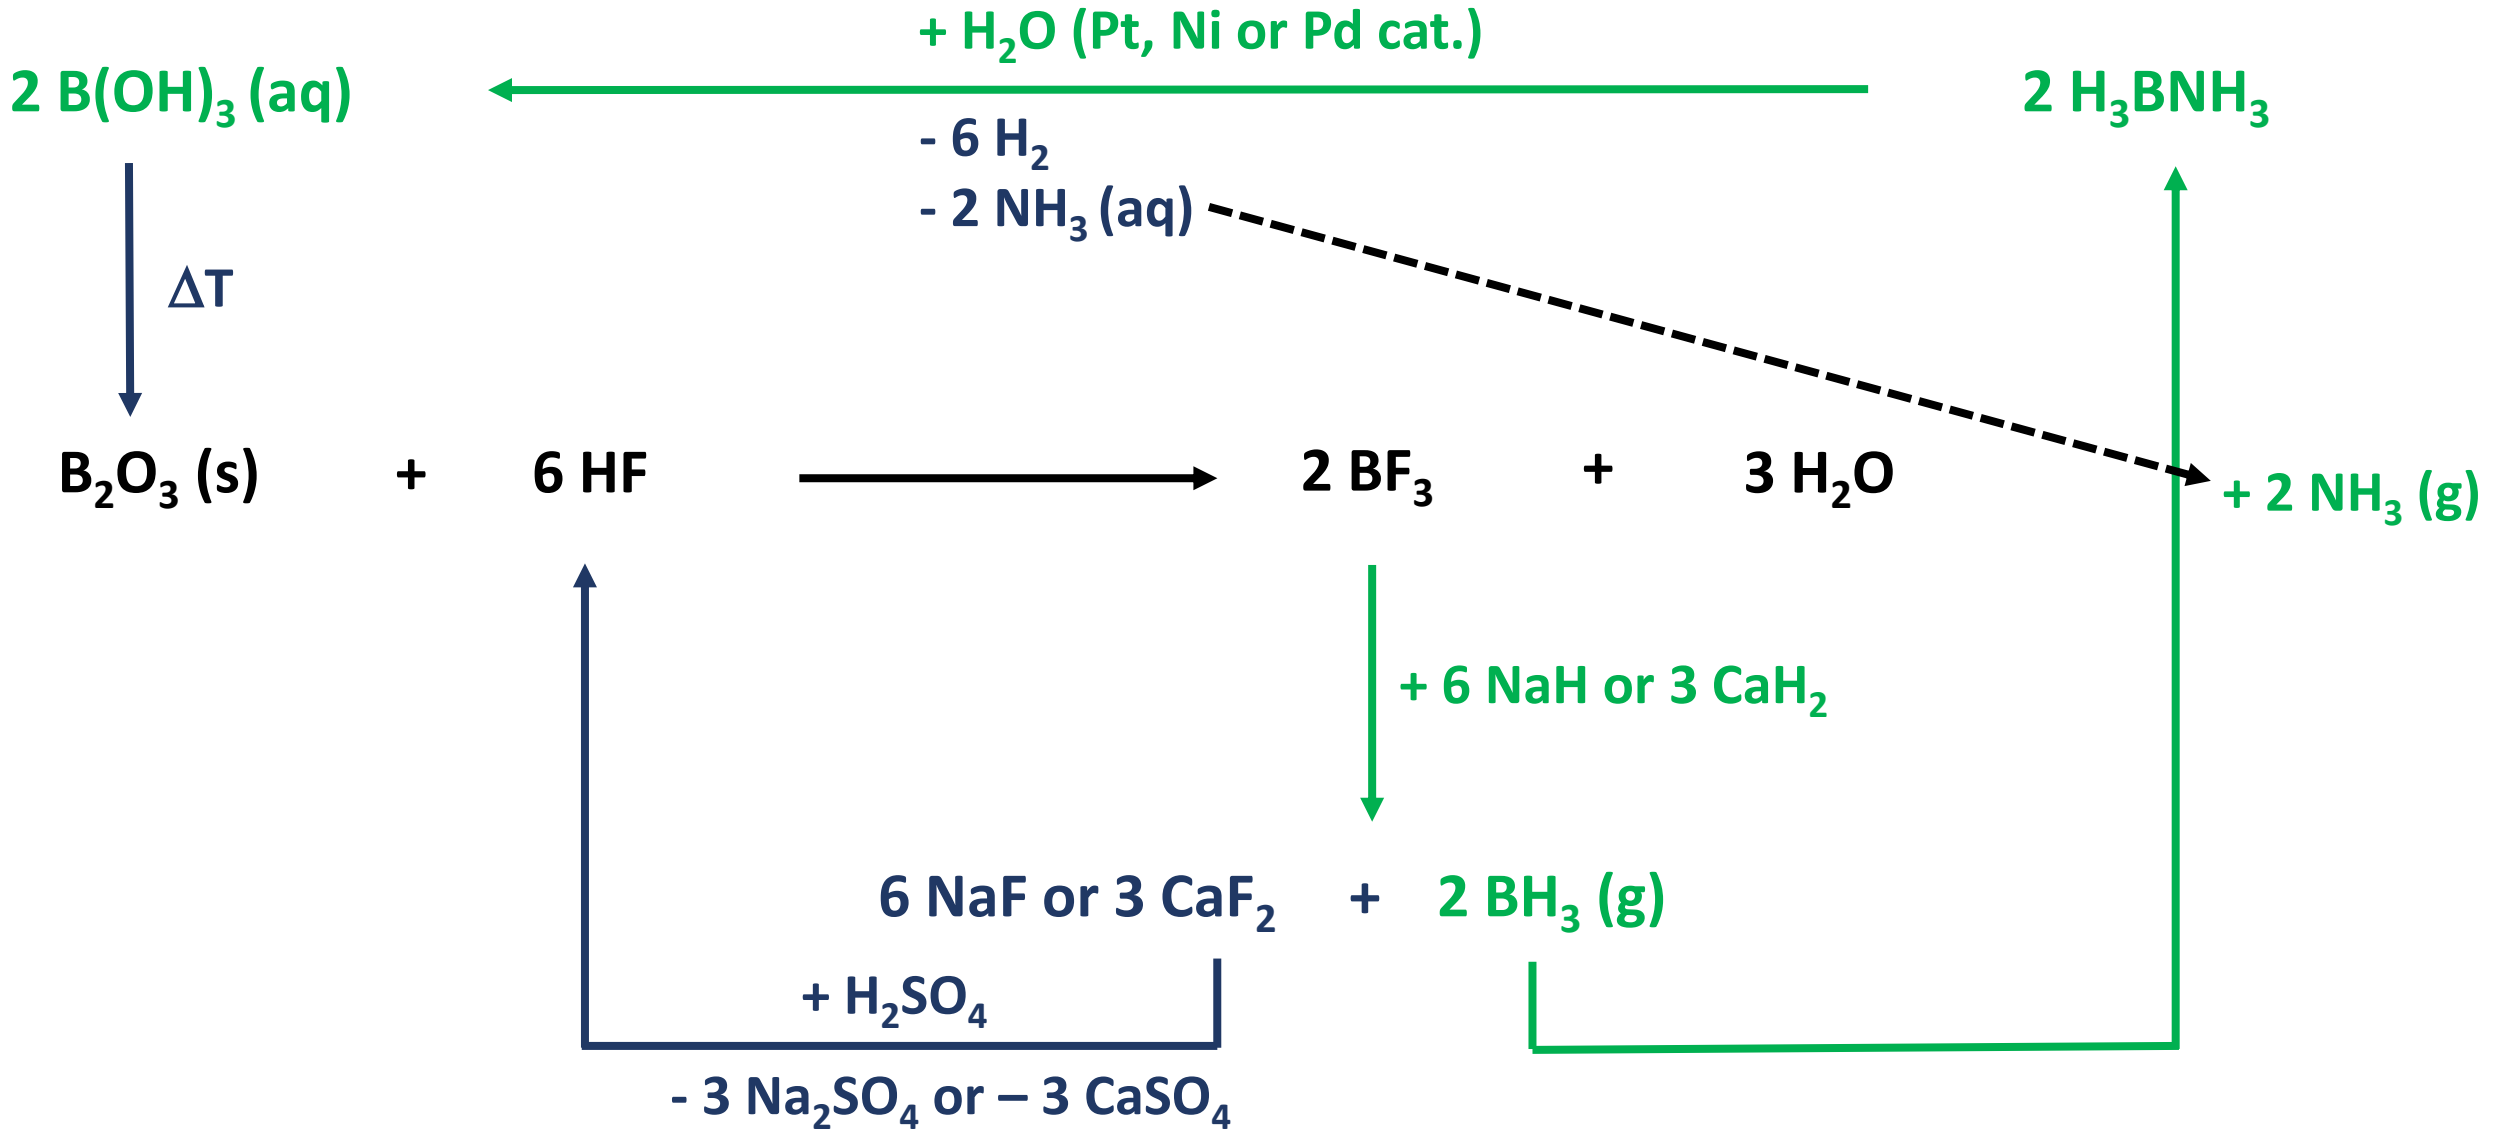 + H₂O (Pt, Ni or Pd cat.)
2 B(OH)₃ (aq) 2 H₃BNH₃
- 6 H₂
- 2 NH₃ (aq)
ΔT
B₂O₃ (s) + 6 HF 2 BF₃ + 3 H₂O + 2 NH₃ (g)
+ 6 NaH or 3 CaH₂
6 NaF or 3 CaF₂ + 2 BH₃ (g)
+ H₂SO₄
- 3 Na₂SO₄ or – 3 CaSO₄